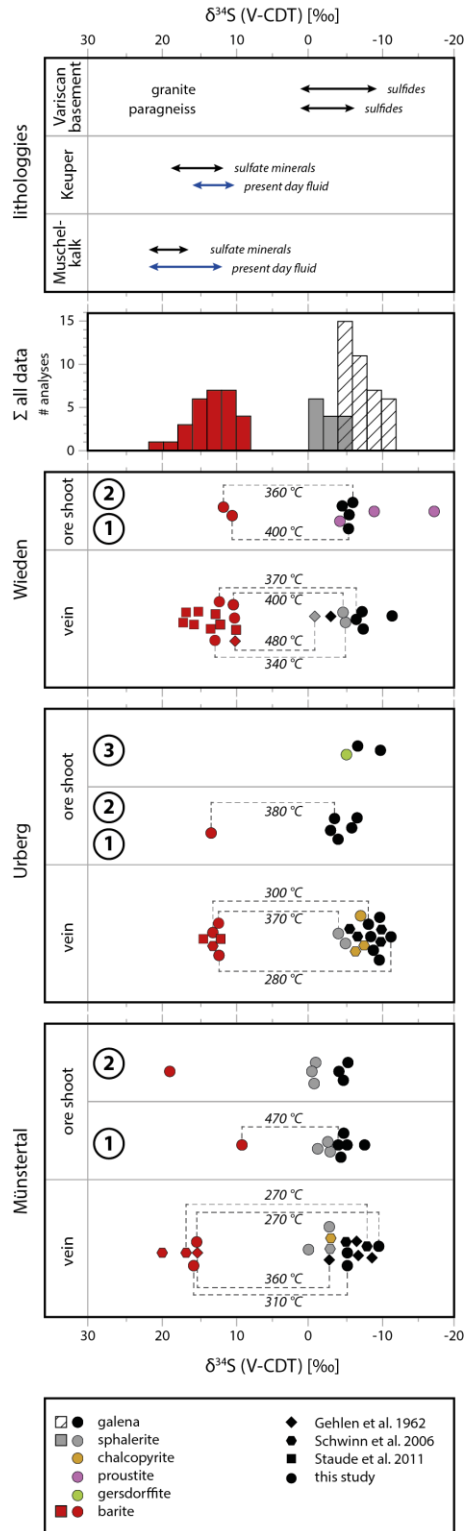 δ³⁴S (V-CDT) [‰]
30 20 10 0 -10 -20
lithologgies
Variscan
basement
granite
paragneiss
sulfides
sulfides
Keuper
sulfate minerals
present day fluid
Muschel-
kalk
sulfate minerals
present day fluid
Σ all data
# analyses
15
10
5
0
Wieden
ore shoot
2
1
360 °C
400 °C
vein
370 °C
400 °C
480 °C
340 °C
Urberg
ore shoot
3
2
1
380 °C
vein
300 °C
370 °C
280 °C
Münstertal
ore shoot
2
1
470 °C
vein
270 °C
270 °C
360 °C
310 °C
30 20 10 0 -10 -20
δ³⁴S (V-CDT) [‰]
galena
sphalerite
chalcopyrite
proustite
gersdorffite
barite
Gehlen et al. 1962
Schwinn et al. 2006
Staude et al. 2011
this study